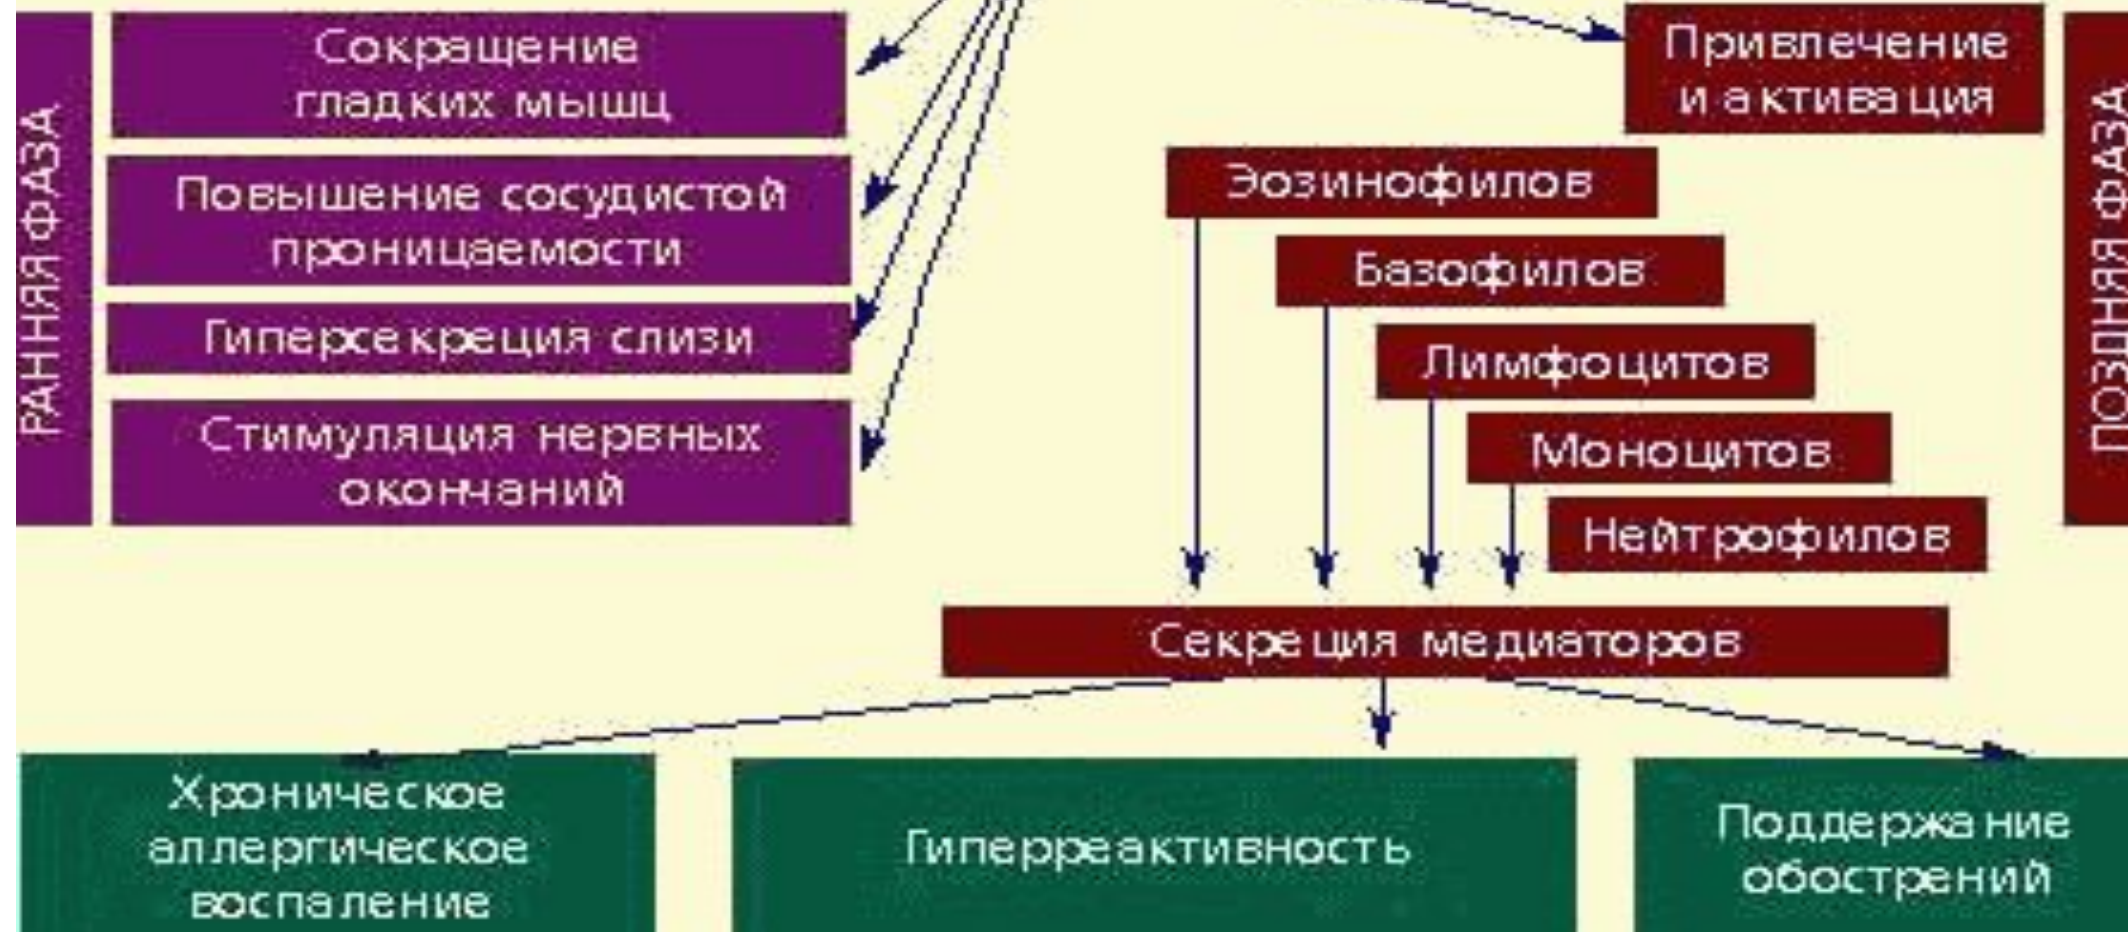 РАННЯЯ ФАЗА
Сокращение
гладких мышц
Повышение сосудистой
проницаемости
Гиперсекреция слизи
Стимуляция нервных
окончаний
Привлечение
и активация
ПОЗДНЯЯ ФАЗА
Эозинофилов
Базофилов
Лимфоцитов
Моноцитов
Нейтрофилов
Секреция медиаторов
Хроническое
аллергическое
воспаление
Гиперреактивность
Поддержание
обострений